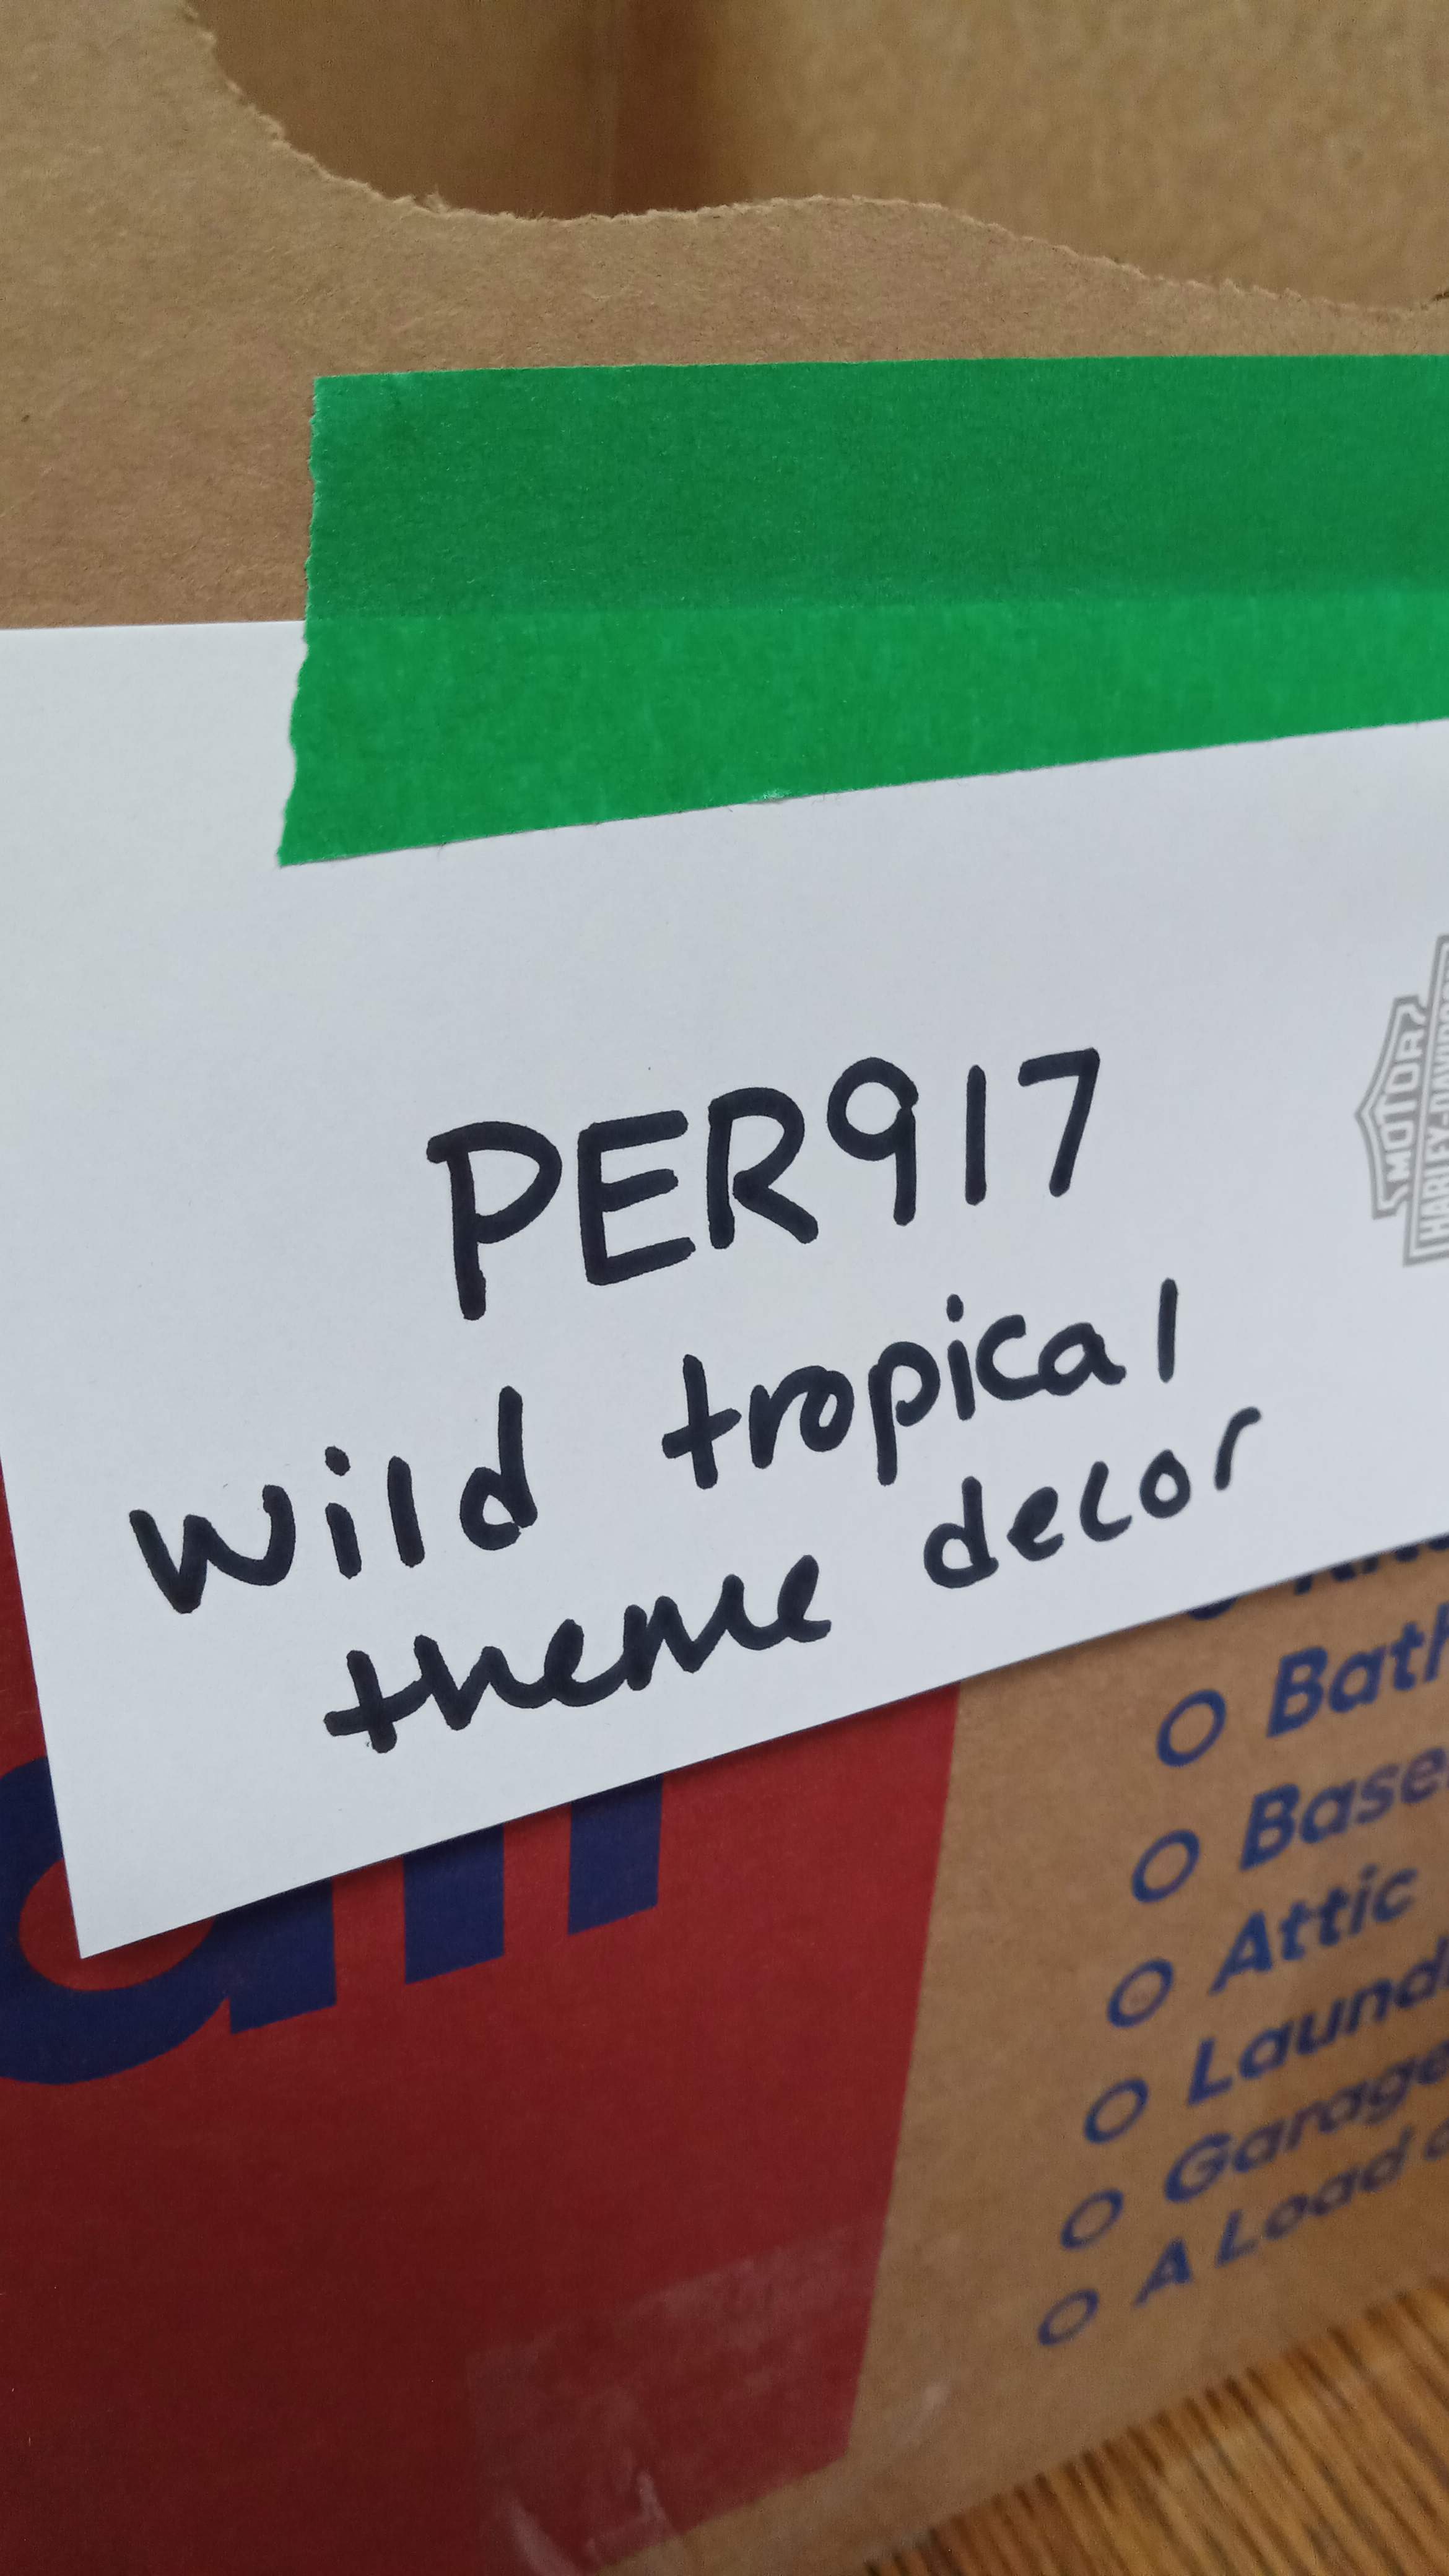 PER917
wild tropical
theme decor
MOTOR
HARLEY-DAVIDSON
Bath
Base
Attic
Laund
Garage
A Load